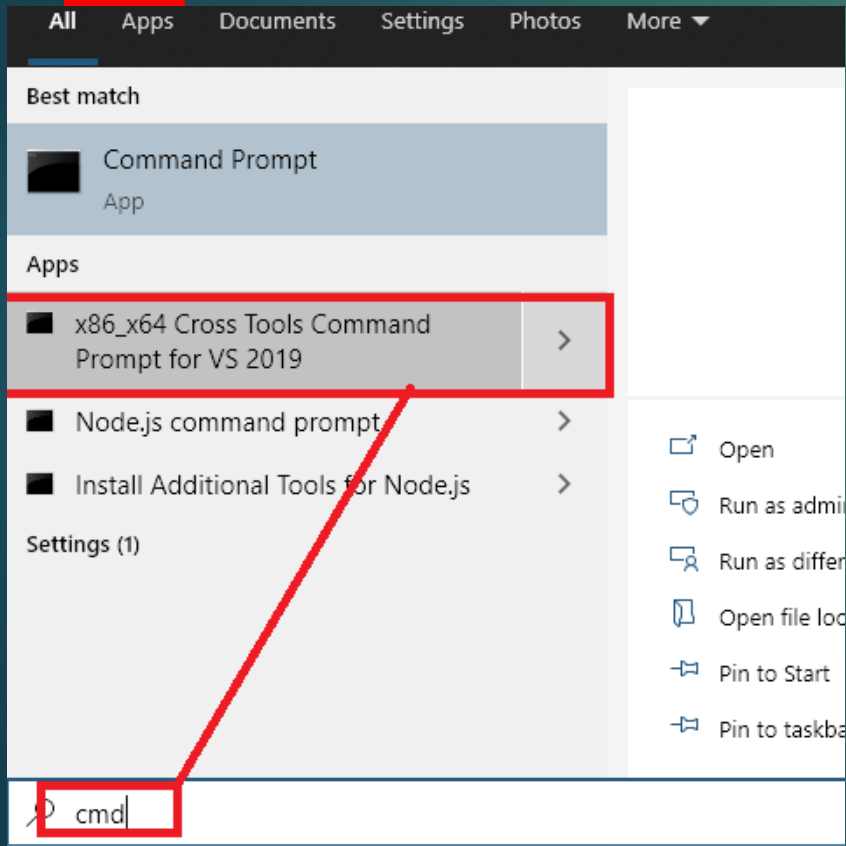 All Apps Documents Settings Photos More
Best match
Command Prompt
App
Apps
x86_x64 Cross Tools Command
Prompt for VS 2019
Node.js command prompt
Install Additional Tools for Node.js
Settings (1)
Open
Run as admi
Run as differ
Open file loc
Pin to Start
Pin to taskba
cmd